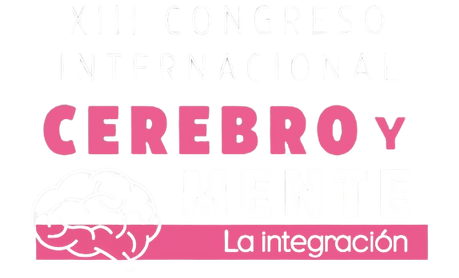 XIII CONGRESO
INTERNACIONAL
CEREBRO Y
MENTE
La integración